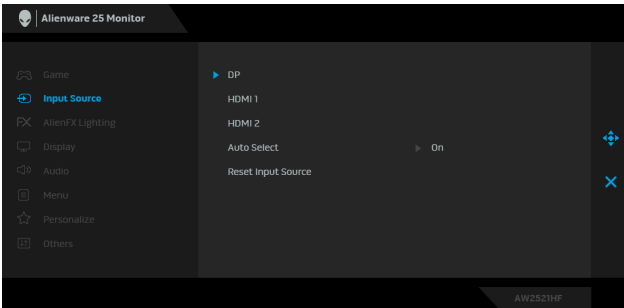 Alienware 25 Monitor
Game
Input Source
FX AlienFX Lighting
Display
Audio
Menu
Personalize
Others
DP
HDMI 1
HDMI 2
Auto Select On
Reset Input Source
AW2521HF